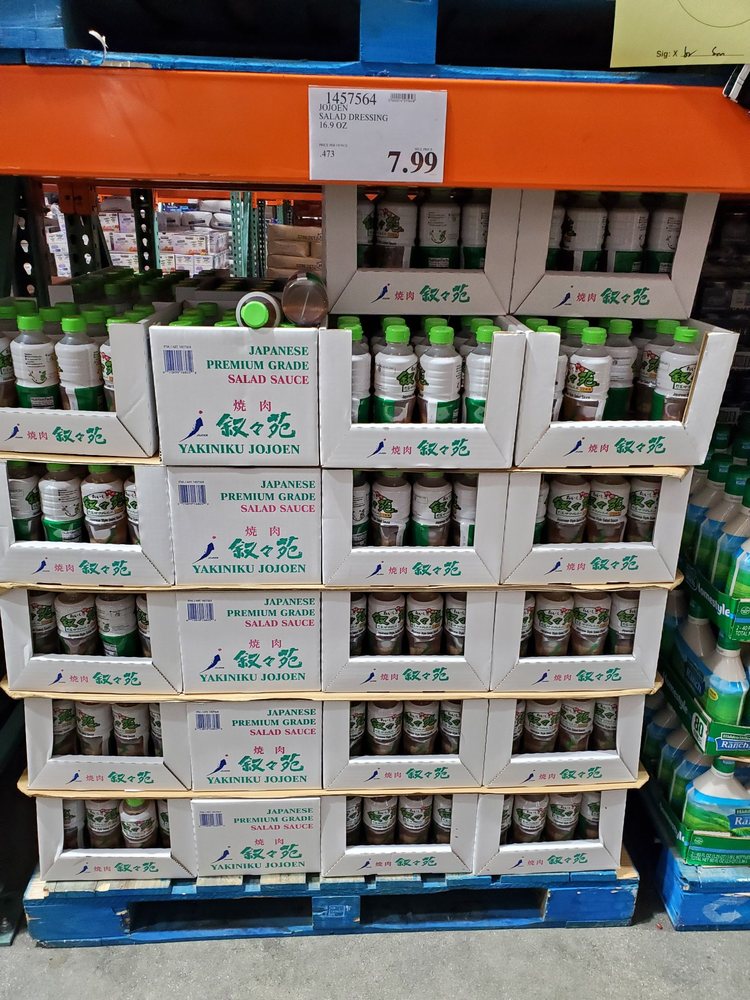 Sig: X
1457564
JOJOEN
SALAD DRESSING
16.9 OZ
PRICE PER OUNCE
.473
7.99
焼肉 叙々苑
焼肉 叙々苑
JAPANESE
PREMIUM GRADE
SALAD SAUCE
焼肉
叙々苑
YAKINIKU JOJOEN
焼肉 叙々苑
焼肉 叙々苑
焼肉 叙々苑
JAPANESE
PREMIUM GRADE
SALAD SAUCE
焼肉
叙々苑
YAKINIKU JOJOEN
焼肉 叙々苑
焼肉 叙々苑
焼肉 叙々苑
JAPANESE
PREMIUM GRADE
SALAD SAUCE
焼肉
叙々苑
YAKINIKU JOJOEN
焼肉 叙々苑
焼肉 叙々苑
焼肉 叙々苑
Homestyle
JAPANESE
PREMIUM GRADE
SALAD SAUCE
焼肉
叙々苑
YAKINIKU JOJOEN
焼肉 叙々苑
焼肉 叙々苑
焼肉 叙々苑
Ranch
JAPANESE
PREMIUM GRADE
SALAD SAUCE
焼肉
叙々苑
YAKINIKU JOJOEN
焼肉 叙々苑
焼肉 叙々苑
焼肉 叙々苑